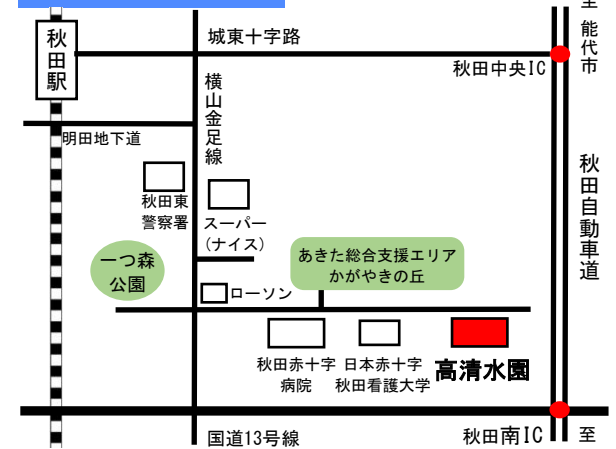 至
能代市
秋田駅
城東十字路
秋田中央IC
横山金足線
明田地下道
秋田自動車道
秋田東
警察署
スーパー
(ナイス)
一つ森
公園
あきた総合支援エリア
かがやきの丘
ローソン
秋田赤十字
病院
日本赤十字
秋田看護大学
高清水園
国道13号線
秋田南IC
至